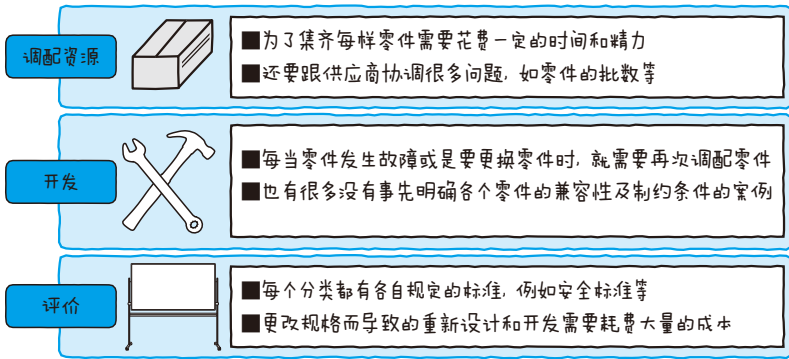 调配资源
■为了集齐每样零件需要花费一定的时间和精力
■还要跟供应商协调很多问题，如零件的批数等
开发
■每当零件发生故障或是要更换零件时，就需要再次调配零件
■也有很多没有事先明确各个零件的兼容性及制约条件的案例
评价
■每个分类都有各自规定的标准，例如安全标准等
■更改规格而导致的重新设计和开发需要耗费大量的成本